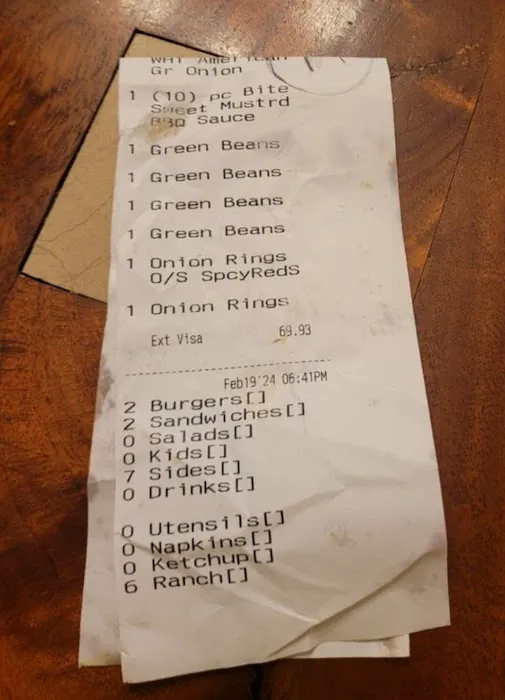 WHT American
Gr Onion
1 (10) pc Bite
Sweet Mustrd
BBQ Sauce
1 Green Beans
1 Green Beans
1 Green Beans
1 Green Beans
1 Onion Rings
O/S SpcyRedS
1 Onion Rings
Ext Visa 69.93
Feb19'24 06:41PM
2 Burgers[]
2 Sandwiches[]
0 Salads[]
0 Kids[]
7 Sides[]
0 Drinks[]
0 Utensils[]
0 Napkins[]
0 Ketchup[]
6 Ranch[]